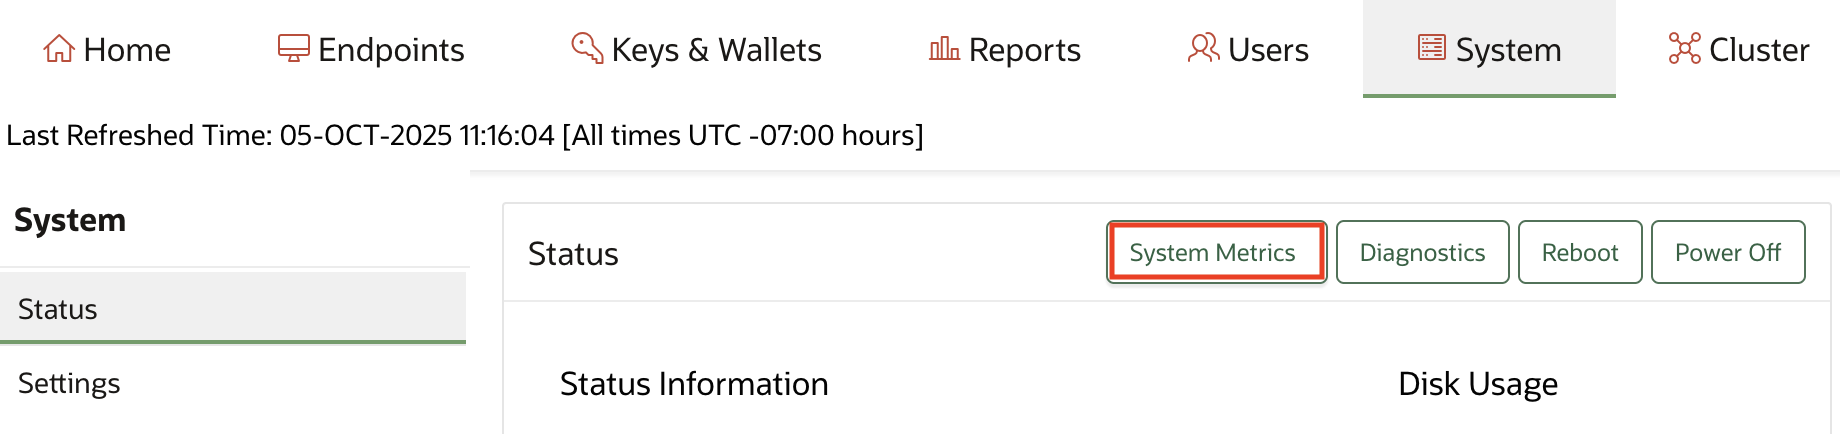 Home Endpoints Keys & Wallets Reports Users System Cluster
Last Refreshed Time: 05-OCT-2025 11:16:04 [All times UTC -07:00 hours]
System
Status
Settings
Status System Metrics Diagnostics Reboot Power Off
Status Information Disk Usage